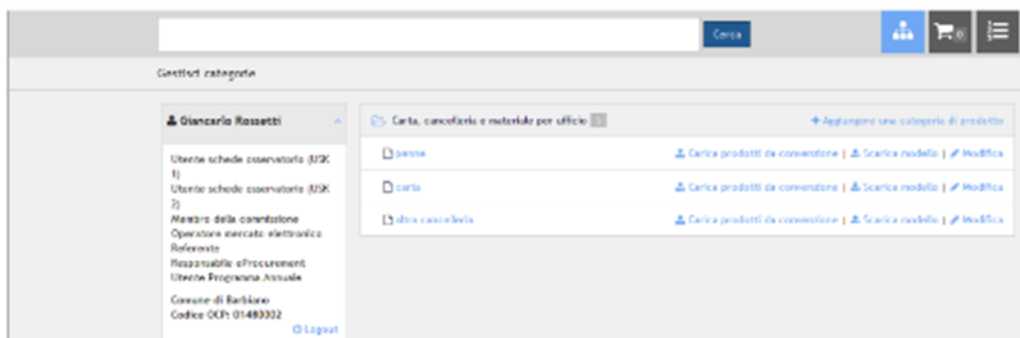 Cerca
0
Gestisci categorie
Giancarlo Rossetti
Utente schede osservatorio (USK
1)
Utente schede osservatorio (USK
2)
Membro della commissione
Operatore mercato elettronico
Referente
Responsabile eProcurement
Utente Programma Annuale
Comune di Barbiano
Codice OCP: 01480002
Logout
Carta, cancelleria e materiale per ufficio
+ Aggiungere una categoria di prodotto
penne
Carica prodotti da convenzione | Scarica modello | Modifica
carta
Carica prodotti da convenzione | Scarica modello | Modifica
altra cancelleria
Carica prodotti da convenzione | Scarica modello | Modifica